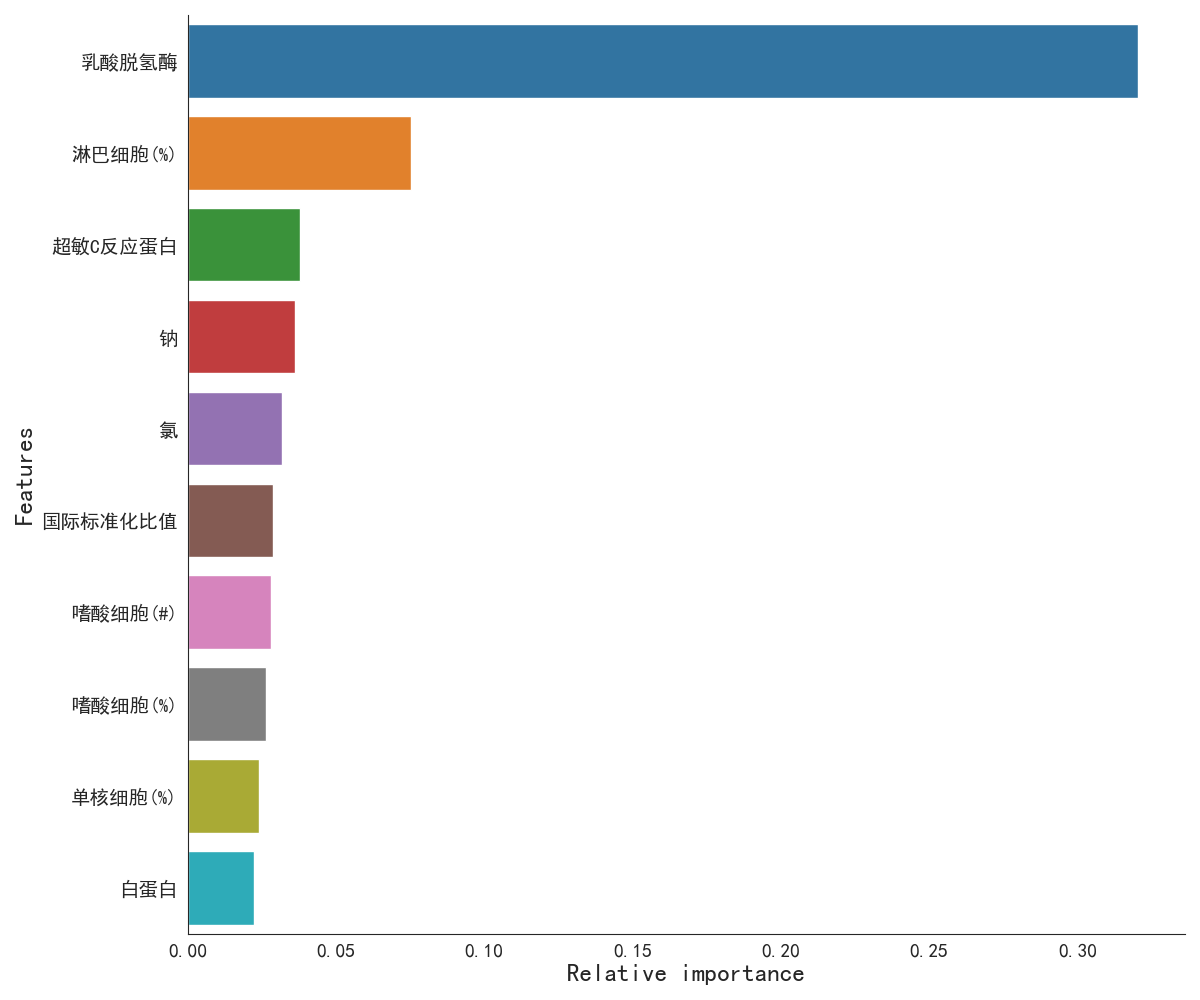 乳酸脱氢酶
淋巴细胞(%)
超敏C反应蛋白
钠
氯
国际标准化比值
嗜酸细胞(#)
嗜酸细胞(%)
单核细胞(%)
白蛋白
Features
0.00 0.05 0.10 0.15 0.20 0.25 0.30
Relative importance